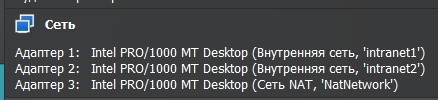 Сеть
Адаптер 1: Intel PRO/1000 MT Desktop (Внутренняя сеть, 'intranet1')
Адаптер 2: Intel PRO/1000 MT Desktop (Внутренняя сеть, 'intranet2')
Адаптер 3: Intel PRO/1000 MT Desktop (Сеть NAT, 'NatNetwork')